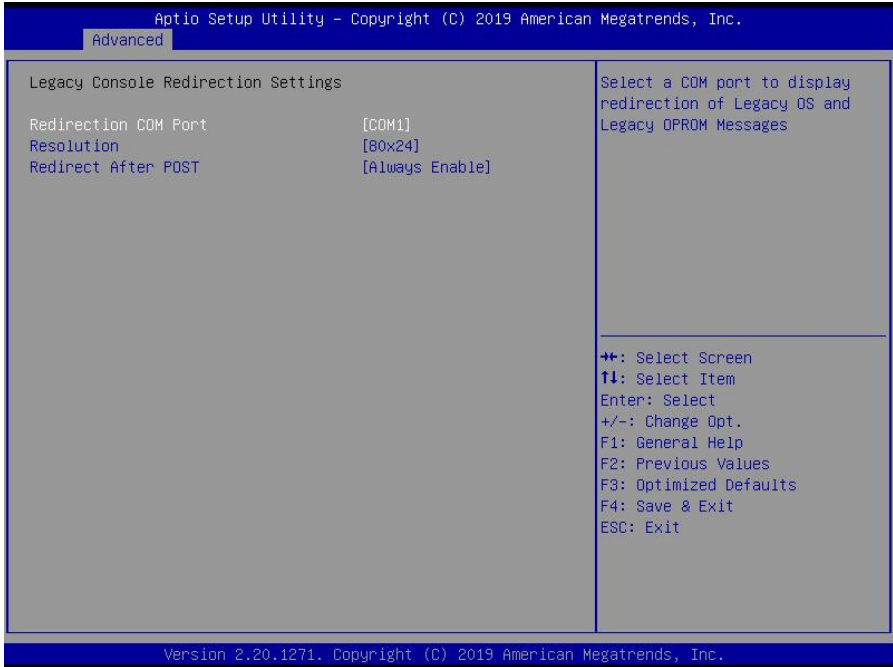 Aptio Setup Utility – Copyright (C) 2019 American Megatrends, Inc.
Advanced
Legacy Console Redirection Settings
Redirection COM Port [COM1]
Resolution [80x24]
Redirect After POST [Always Enable]
Select a COM port to display
redirection of Legacy OS and
Legacy OPROM Messages
→←: Select Screen
↑↓: Select Item
Enter: Select
+/-: Change Opt.
F1: General Help
F2: Previous Values
F3: Optimized Defaults
F4: Save & Exit
ESC: Exit
Version 2.20.1271. Copyright (C) 2019 American Megatrends, Inc.